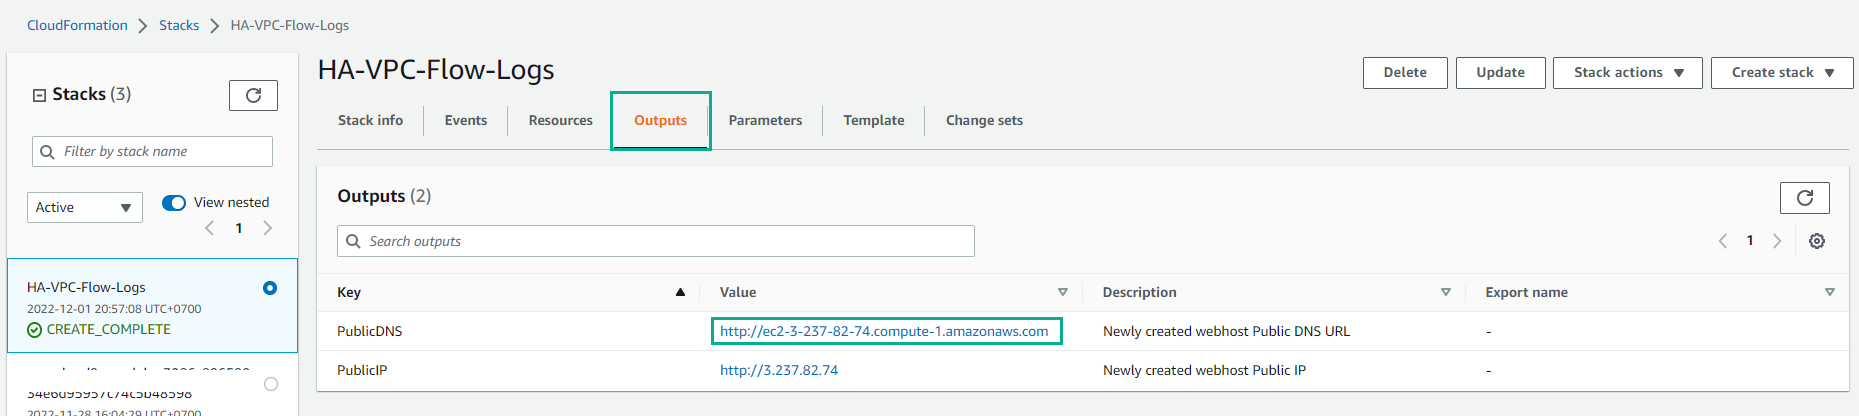 CloudFormation > Stacks > HA-VPC-Flow-Logs
Stacks (3)
Filter by stack name
Active
View nested
1
HA-VPC-Flow-Logs
2022-12-01 20:57:08 UTC+0700
CREATE_COMPLETE
34e6d95957c74c5b48598
2022-11-28 16:04:29 UTC+0700
HA-VPC-Flow-Logs
Delete Update Stack actions Create stack
Stack info Events Resources Outputs Parameters Template Change sets
Outputs (2)
Search outputs
1
Key Value Description Export name
PublicDNS http://ec2-3-237-82-74.compute-1.amazonaws.com Newly created webhost Public DNS URL -
PublicIP http://3.237.82.74 Newly created webhost Public IP -